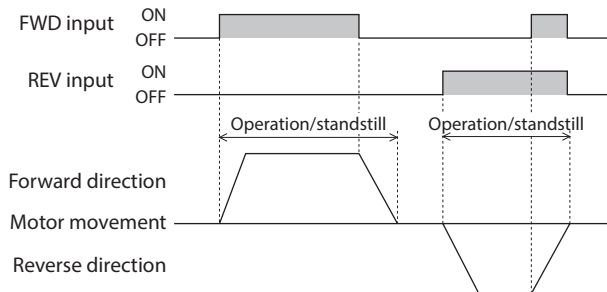 FWD input
ON
OFF
REV input
ON
OFF
Operation/standstill
Operation/standstill
Forward direction
Motor movement
Reverse direction